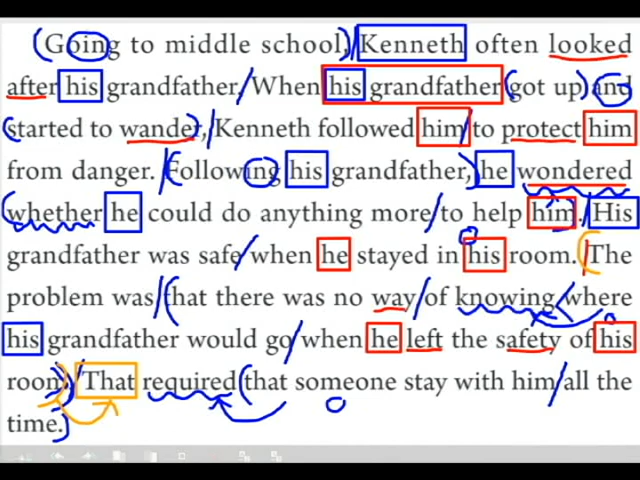 Going to middle school, Kenneth often looked
after his grandfather. When his grandfather got up and
started to wander, Kenneth followed him to protect him
from danger. Following his grandfather, he wondered
whether he could do anything more to help him. His
grandfather was safe when he stayed in his room. The
problem was that there was no way of knowing where
his grandfather would go when he left the safety of his
room. That required that someone stay with him all the
time.